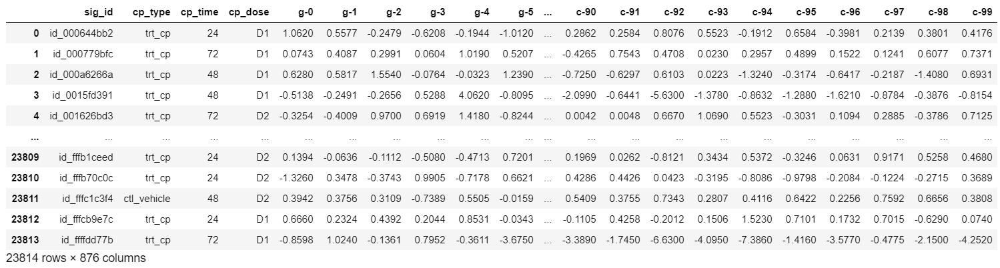 sig_id cp_type cp_time cp_dose g-0 g-1 g-2 g-3 g-4 g-5 ... c-90 c-91 c-92 c-93 c-94 c-95 c-96 c-97 c-98 c-99
0 id_000644bb2 trt_cp 24 D1 1.0620 0.5577 -0.2479 -0.6208 -0.1944 -1.0120 ... 0.2862 0.2584 0.8076 0.5523 -0.1912 0.6584 -0.3981 0.2139 0.3801 0.4176
1 id_000779bfc trt_cp 72 D1 0.0743 0.4087 0.2991 0.0604 1.0190 0.5207 ... -0.4265 0.7543 0.4708 0.0230 0.2957 0.4899 0.1522 0.1241 0.6077 0.7371
2 id_000a6266a trt_cp 48 D1 0.6280 0.5817 1.5540 -0.0764 -0.0323 1.2390 ... -0.7250 -0.6297 0.6103 0.0223 -1.3240 -0.3174 -0.6417 -0.2187 -1.4080 0.6931
3 id_0015fd391 trt_cp 48 D1 -0.5138 -0.2491 -0.2656 0.5288 4.0620 -0.8095 ... -2.0990 -0.6441 -5.6300 -1.3780 -0.8632 -1.2880 -1.6210 -0.8784 -0.3876 -0.8154
4 id_001626bd3 trt_cp 72 D2 -0.3254 -0.4009 0.9700 0.6919 1.4180 -0.8244 ... 0.0042 0.0048 0.6670 1.0690 0.5523 -0.3031 0.1094 0.2885 -0.3786 0.7125
... ... ... ... ... ... ... ... ... ... ... ... ... ... ... ... ... ... ... ... ... ...
23809 id_fffb1ceed trt_cp 24 D2 0.1394 -0.0636 -0.1112 -0.5080 -0.4713 0.7201 ... 0.1969 0.0262 -0.8121 0.3434 0.5372 -0.3246 0.0631 0.9171 0.5258 0.4680
23810 id_fffb70c0c trt_cp 24 D2 -1.3260 0.3478 -0.3743 0.9905 -0.7178 0.6621 ... 0.4286 0.4426 0.0423 -0.3195 -0.8086 -0.9798 -0.2084 -0.1224 -0.2715 0.3689
23811 id_fffc1c3f4 ctl_vehicle 48 D2 0.3942 0.3756 0.3109 -0.7389 0.5505 -0.0159 ... 0.5409 0.3755 0.7343 0.2807 0.4116 0.6422 0.2256 0.7592 0.6656 0.3808
23812 id_fffcb9e7c trt_cp 24 D1 0.6660 0.2324 0.4392 0.2044 0.8531 -0.0343 ... -0.1105 0.4258 -0.2012 0.1506 1.5230 0.7101 0.1732 0.7015 -0.6290 0.0740
23813 id_ffffdd77b trt_cp 72 D1 -0.8598 1.0240 -0.1361 0.7952 -0.3611 -3.6750 ... -3.3890 -1.7450 -6.6300 -4.0950 -7.3860 -1.4160 -3.5770 -0.4775 -2.1500 -4.2520
23814 rows × 876 columns